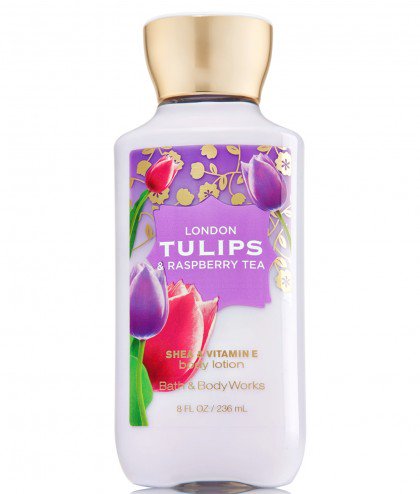 LONDON
TULIPS
& RASPBERRY TEA
SHEA & VITAMIN E
body lotion
Bath & Body Works
8 FL OZ / 236 mL